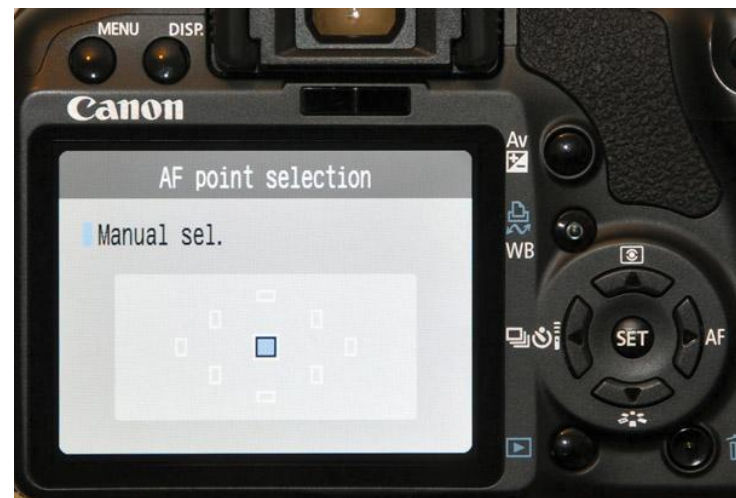 MENU DISP.
Canon
AF point selection
Manual sel.
Av
WB
SET
AF